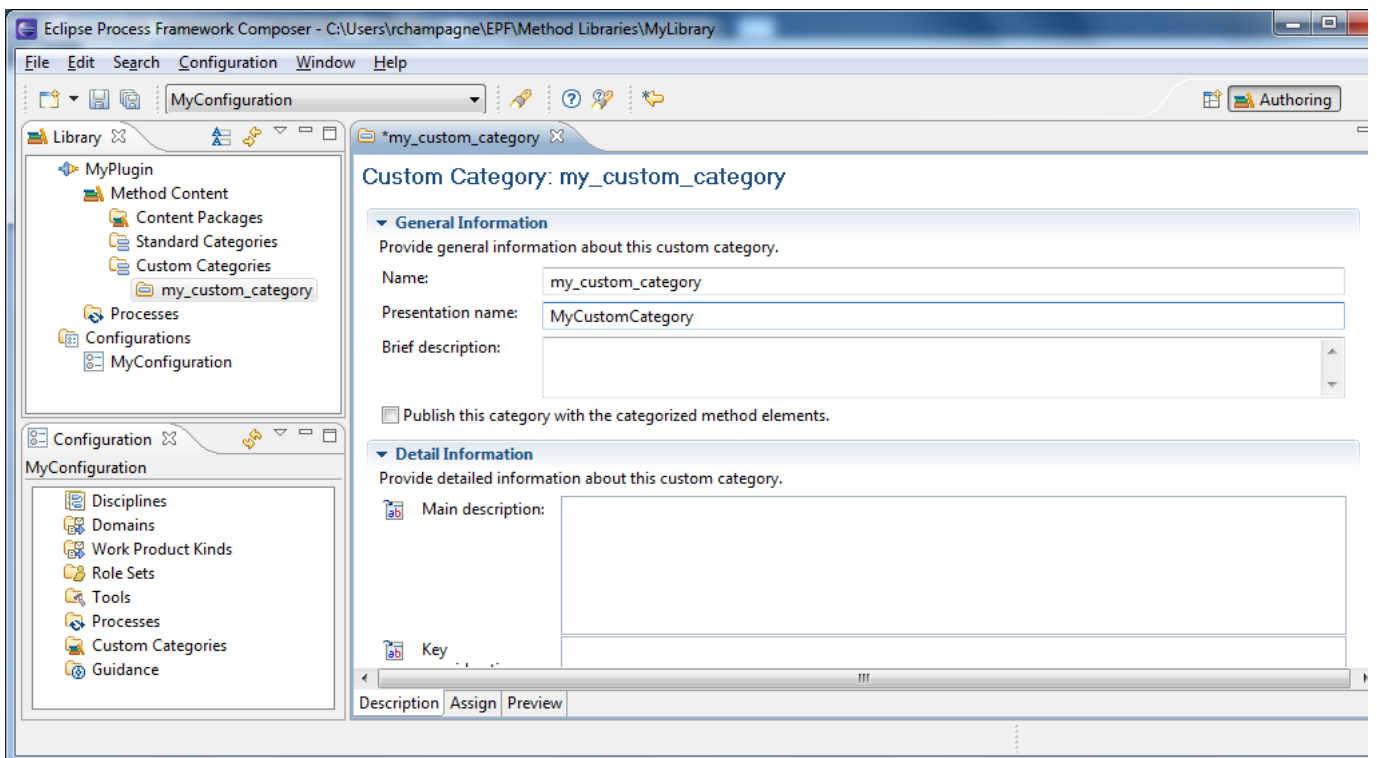 Eclipse Process Framework Composer - C:\Users\rchampagne\EPF\Method Libraries\MyLibrary
File Edit Search Configuration Window Help
MyConfiguration
Authoring
Library
MyPlugin
Method Content
Content Packages
Standard Categories
Custom Categories
my_custom_category
Processes
Configurations
MyConfiguration
Configuration
MyConfiguration
Disciplines
Domains
Work Product Kinds
Role Sets
Tools
Processes
Custom Categories
Guidance
*my_custom_category
Custom Category: my_custom_category
General Information
Provide general information about this custom category.
Name: my_custom_category
Presentation name: MyCustomCategory
Brief description:
Publish this category with the categorized method elements.
Detail Information
Provide detailed information about this custom category.
Main description:
Key
Description Assign Preview